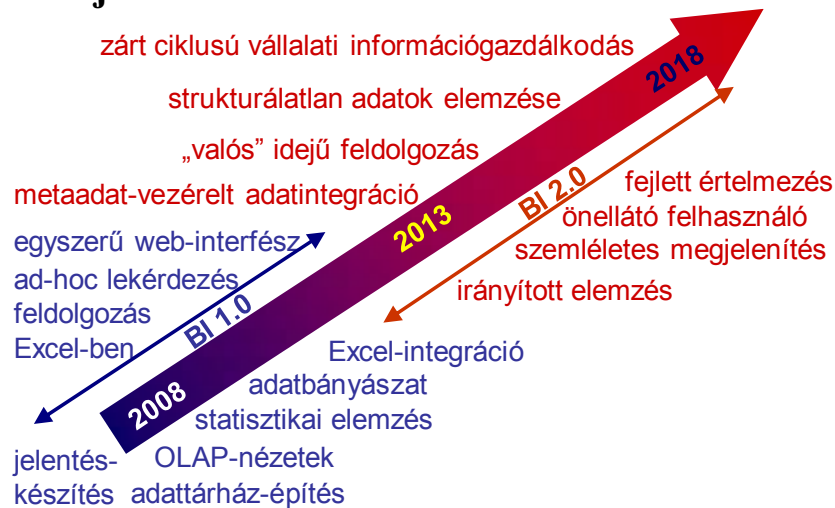 zárt ciklusú vállalati információgazdálkodás
2018
strukturálatlan adatok elemzése
„valós” idejű feldolgozás
metaadat-vezérelt adatintegráció
2013
BI 2.0
fejlett értelmezés
önellátó felhasználó
szemléletes megjelenítés
irányított elemzés
egyszerű web-interfész
ad-hoc lekérdezés
feldolgozás
Excel-ben
BI 1.0
2008
Excel-integráció
adatbányászat
statisztikai elemzés
OLAP-nézetek
adattárház-építés
jelentés-
készítés